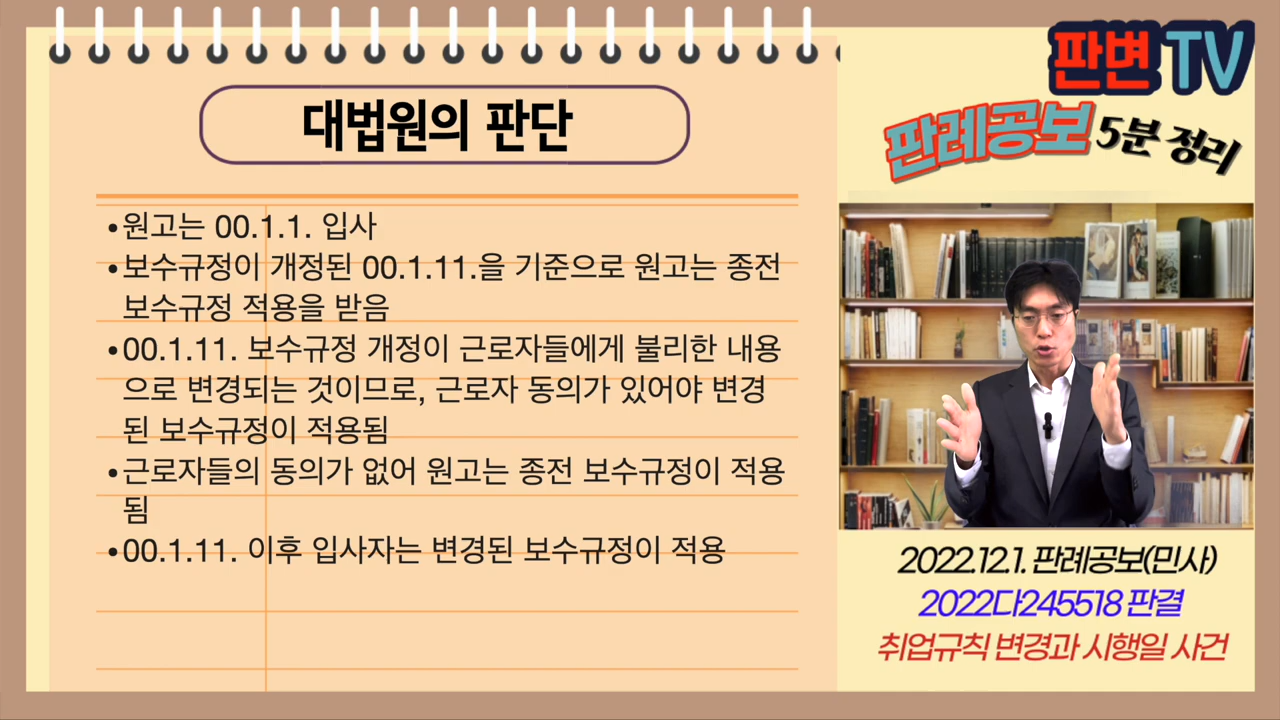 대법원의 판단
•원고는 00.1.1. 입사
•보수규정이 개정된 00.1.11.을 기준으로 원고는 종전
보수규정 적용을 받음
•00.1.11. 보수규정 개정이 근로자들에게 불리한 내용
으로 변경되는 것이므로, 근로자 동의가 있어야 변경
된 보수규정이 적용됨
•근로자들의 동의가 없어 원고는 종전 보수규정이 적용
됨
•00.1.11. 이후 입사자는 변경된 보수규정이 적용
판변 TV
판례공보 5분 정리
2022.12.1. 판례공보(민사)
2022다245518 판결
취업규칙 변경과 시행일 사건